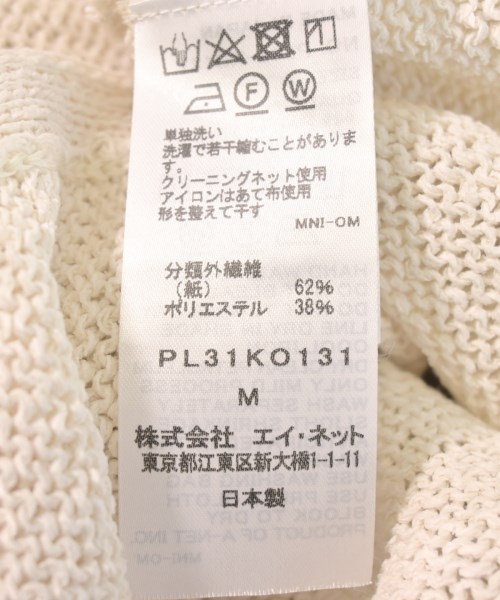 F W
単独洗い
洗濯で若干縮むことがありま
す。
クリーニングネット使用
アイロンはあて布使用
形を整えて干す
MNI-OM
分類外繊維
(紙) 62%
ポリエステル 38%
PL31KO131
M
株式会社 エイ・ネット
東京都江東区新大橋1-1-11
日本製